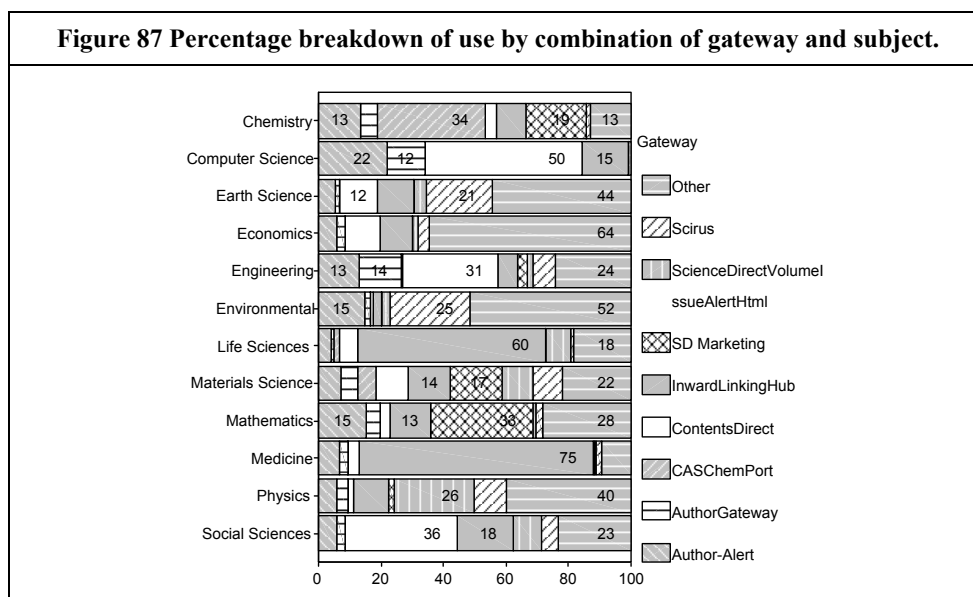 Figure 87 Percentage breakdown of use by combination of gateway and subject.
Chemistry 13 34 19 13
Computer Science 22 12 50 15
Earth Science 12 21 44
Economics 64
Engineering 13 14 31 24
Environmental 15 25 52
Life Sciences 60 18
Materials Science 14 17 22
Mathematics 15 13 33 28
Medicine 75
Physics 26 40
Social Sciences 36 18 23
0 20 40 60 80 100
Gateway
Other
Scirus
ScienceDirectVolumeI
ssueAlertHtml
SD Marketing
InwardLinkingHub
ContentsDirect
CASChemPort
AuthorGateway
Author-Alert